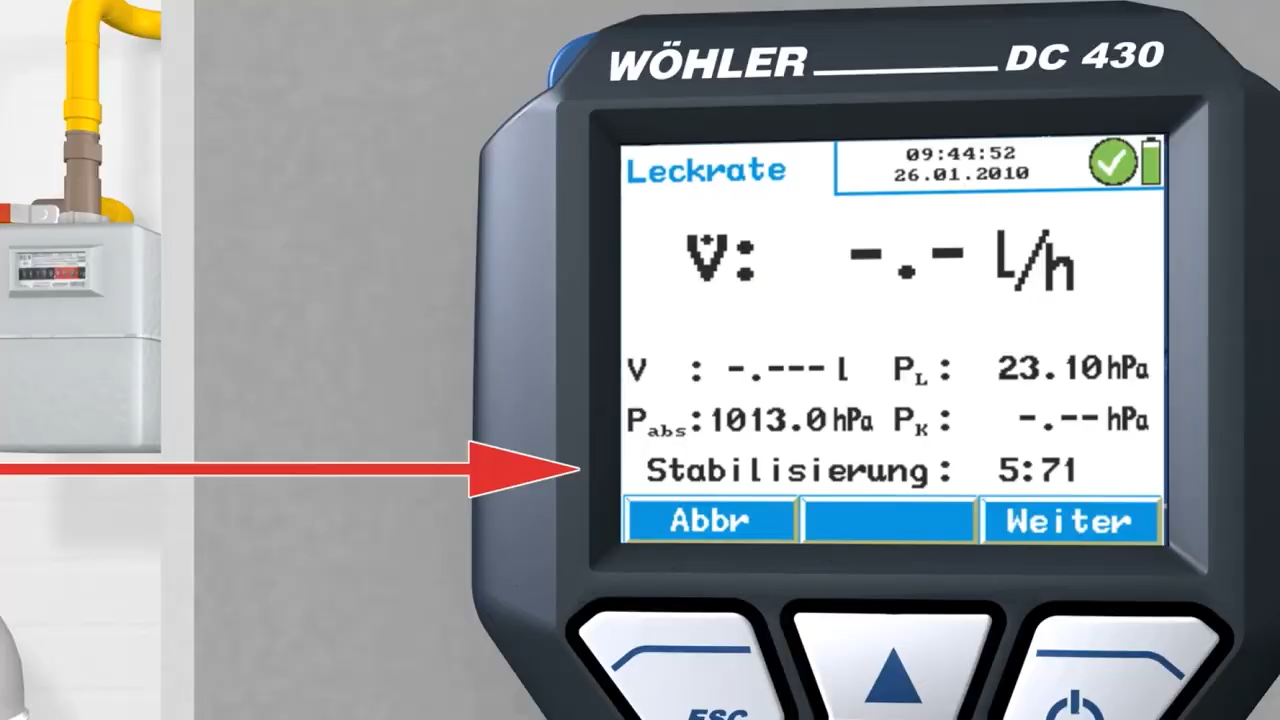 WÖHLER DC 430
Leckrate
09:44:52
26.01.2010
V̇: -.- l/h
V : -.--- l PL: 23.10 hPa
Pabs: 1013.0 hPa PK: -.-- hPa
Stabilisierung: 5:71
Abbr Weiter
ESC